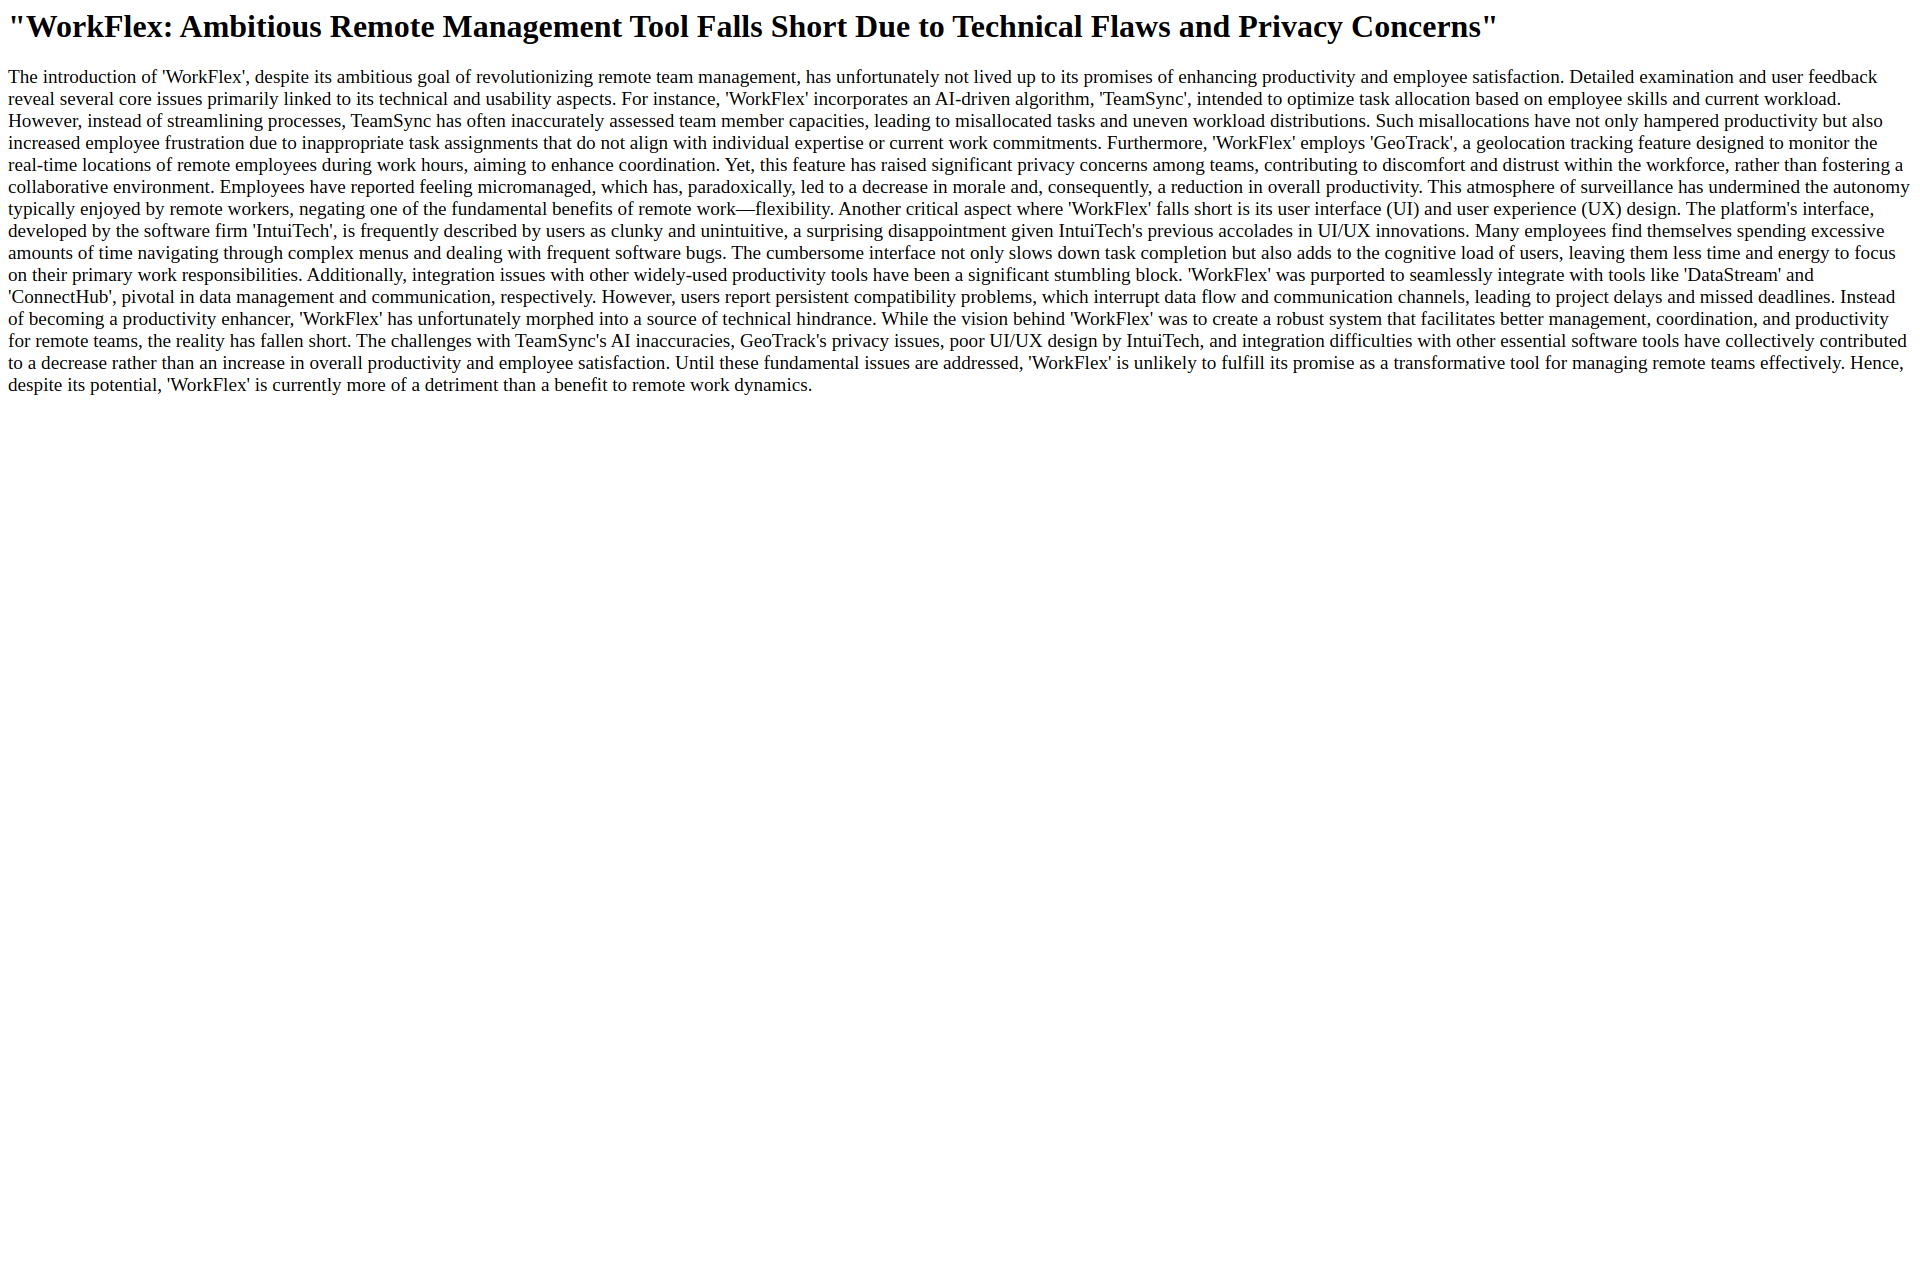 "WorkFlex: Ambitious Remote Management Tool Falls Short Due to Technical Flaws and Privacy Concerns"
The introduction of 'WorkFlex', despite its ambitious goal of revolutionizing remote team management, has unfortunately not lived up to its promises of enhancing productivity and employee satisfaction. Detailed examination and user feedback
reveal several core issues primarily linked to its technical and usability aspects. For instance, 'WorkFlex' incorporates an AI-driven algorithm, 'TeamSync', intended to optimize task allocation based on employee skills and current workload.
However, instead of streamlining processes, TeamSync has often inaccurately assessed team member capacities, leading to misallocated tasks and uneven workload distributions. Such misallocations have not only hampered productivity but also
increased employee frustration due to inappropriate task assignments that do not align with individual expertise or current work commitments. Furthermore, 'WorkFlex' employs 'GeoTrack', a geolocation tracking feature designed to monitor the
real-time locations of remote employees during work hours, aiming to enhance coordination. Yet, this feature has raised significant privacy concerns among teams, contributing to discomfort and distrust within the workforce, rather than fostering a
collaborative environment. Employees have reported feeling micromanaged, which has, paradoxically, led to a decrease in morale and, consequently, a reduction in overall productivity. This atmosphere of surveillance has undermined the autonomy
typically enjoyed by remote workers, negating one of the fundamental benefits of remote work—flexibility. Another critical aspect where 'WorkFlex' falls short is its user interface (UI) and user experience (UX) design. The platform's interface,
developed by the software firm 'IntuiTech', is frequently described by users as clunky and unintuitive, a surprising disappointment given IntuiTech's previous accolades in UI/UX innovations. Many employees find themselves spending excessive
amounts of time navigating through complex menus and dealing with frequent software bugs. The cumbersome interface not only slows down task completion but also adds to the cognitive load of users, leaving them less time and energy to focus
on their primary work responsibilities. Additionally, integration issues with other widely-used productivity tools have been a significant stumbling block. 'WorkFlex' was purported to seamlessly integrate with tools like 'DataStream' and
'ConnectHub', pivotal in data management and communication, respectively. However, users report persistent compatibility problems, which interrupt data flow and communication channels, leading to project delays and missed deadlines. Instead
of becoming a productivity enhancer, 'WorkFlex' has unfortunately morphed into a source of technical hindrance. While the vision behind 'WorkFlex' was to create a robust system that facilitates better management, coordination, and productivity
for remote teams, the reality has fallen short. The challenges with TeamSync's AI inaccuracies, GeoTrack's privacy issues, poor UI/UX design by IntuiTech, and integration difficulties with other essential software tools have collectively contributed
to a decrease rather than an increase in overall productivity and employee satisfaction. Until these fundamental issues are addressed, 'WorkFlex' is unlikely to fulfill its promise as a transformative tool for managing remote teams effectively. Hence,
despite its potential, 'WorkFlex' is currently more of a detriment than a benefit to remote work dynamics.